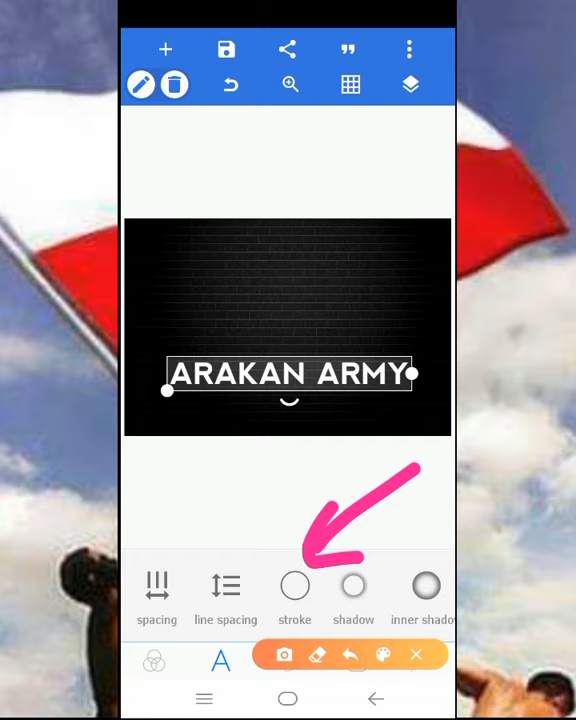 ARAKAN ARMY
spacing
line spacing
stroke
shadow
inner shado
A